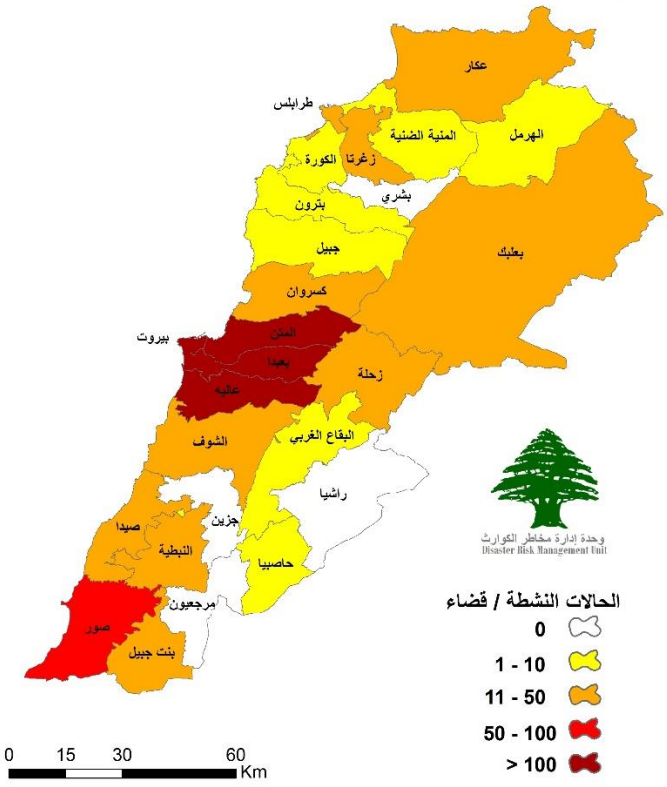 عكار
طرابلس
المنية الضنية
الهرمل
زغرتا
الكورة
بشري
بترون
جبيل
بعلبك
كسروان
المتن
بيروت
بعبدا
زحلة
عاليه
البقاع الغربي
الشوف
راشيا
جزين
صيدا
النبطية
حاصبيا
مرجعيون
صور
بنت جبيل
وحدة إدارة مخاطر الكوارث
Disaster Risk Management Unit
الحالات النشطة / قضاء
0
1 - 10
11 - 50
50 - 100
> 100
0 15 30 60
Km